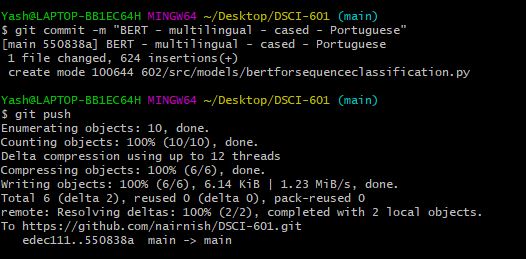 Yash@LAPTOP-BB1EC64H MINGW64 ~/Desktop/DSCI-601 (main)
$ git commit -m "BERT - multilingual - cased - Portuguese"
[main 550838a] BERT - multilingual - cased - Portuguese
 1 file changed, 624 insertions(+)
 create mode 100644 602/src/models/bertforsequenceclassification.py

Yash@LAPTOP-BB1EC64H MINGW64 ~/Desktop/DSCI-601 (main)
$ git push
Enumerating objects: 10, done.
Counting objects: 100% (10/10), done.
Delta compression using up to 12 threads
Compressing objects: 100% (6/6), done.
Writing objects: 100% (6/6), 6.14 KiB | 1.23 MiB/s, done.
Total 6 (delta 2), reused 0 (delta 0), pack-reused 0
remote: Resolving deltas: 100% (2/2), completed with 2 local objects.
To https://github.com/nairnish/DSCI-601.git
   edec111..550838a  main -> main